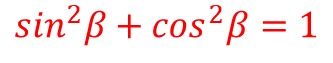 sin²β + cos²β = 1